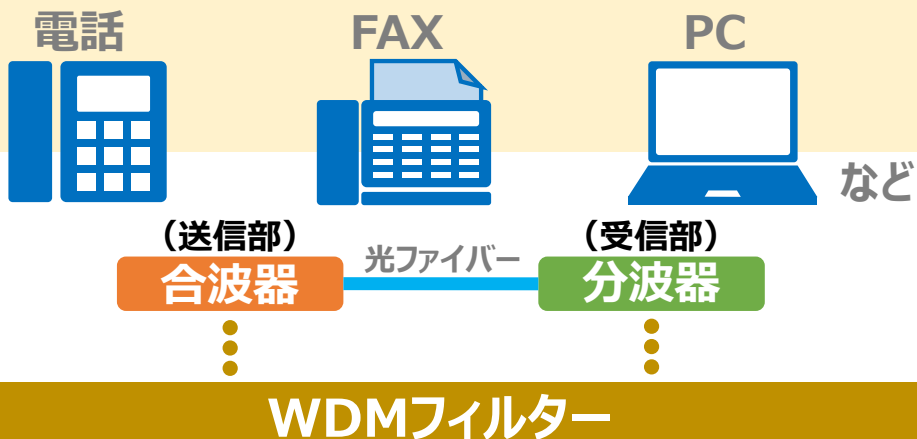 電話
FAX
PC
など
（送信部）
（受信部）
合波器
光ファイバー
分波器
WDMフィルター